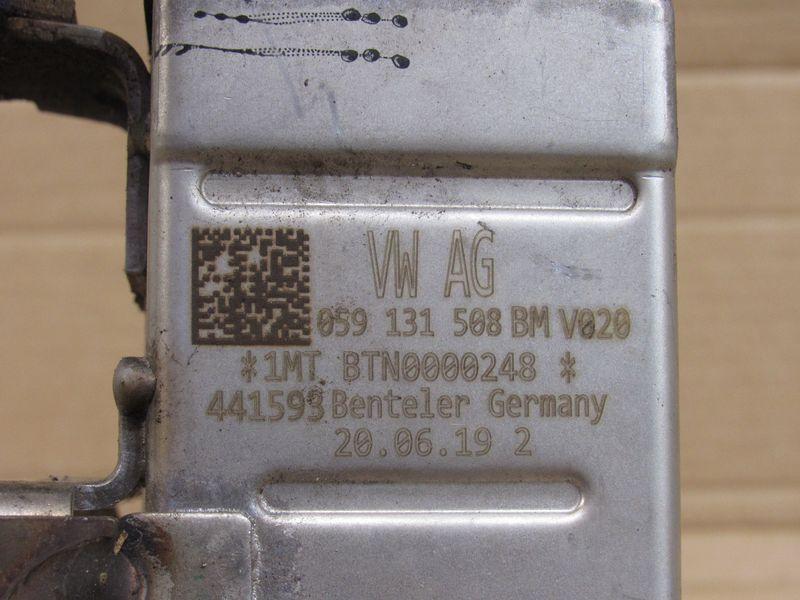 VW AG
059 131 508 BM V020
*1MT BTN0000248 *
441593 Benteler Germany
20.06.19 2